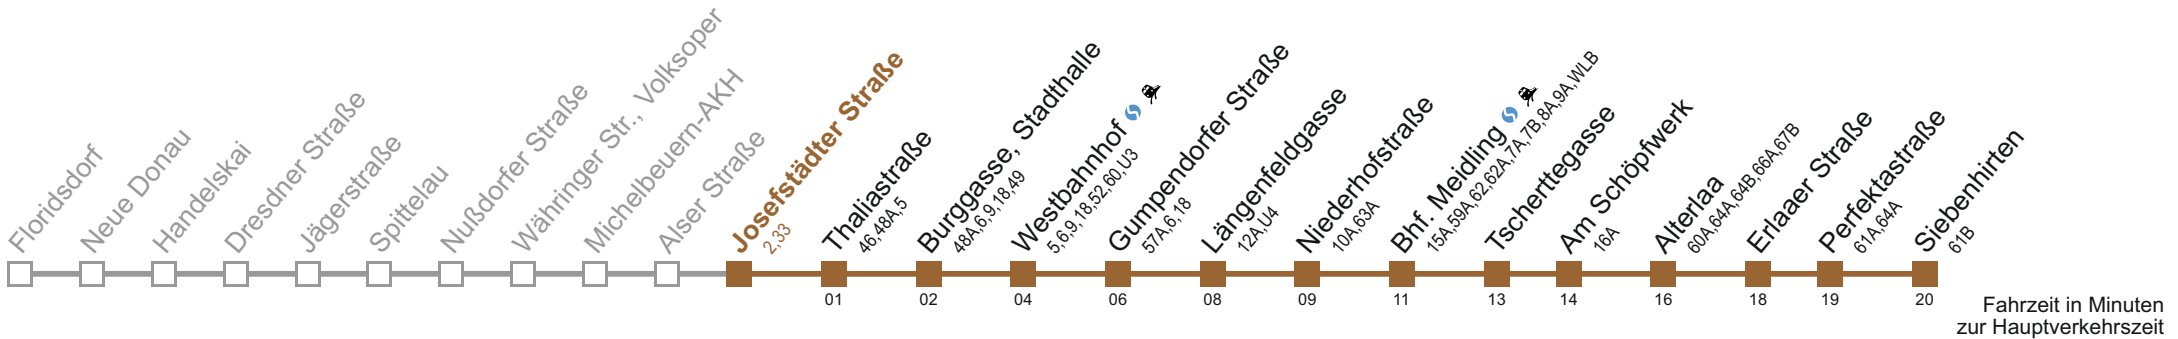 Floridsdorf
Neue Donau
Handelskai
Dresdner Straße
Jägerstraße
Spittelau
Nußdorfer Straße
Währinger Str., Volksoper
Michelbeuern-AKH
Alser Straße
Josefstädter Straße
2,33
Thaliastraße
46,48A,5
01
Burggasse, Stadthalle
48A,6,9,18,49
02
Westbahnhof
5,6,9,18,52,60,U3
04
Gumpendorfer Straße
57A,6,18
06
Längenfeldgasse
12A,U4
08
Niederhofstraße
10A,63A
09
Bhf. Meidling
15A,59A,62,62A,7A,7B,8A,9A,WLB
11
Tscherttegasse
13
Am Schöpfwerk
16A
14
Alterlaa
60A,64A,64B,66A,67B
16
Erlaaer Straße
18
Perfektastraße
61A,64A
19
Siebenhirten
61B
20
Fahrzeit in Minuten
zur Hauptverkehrszeit